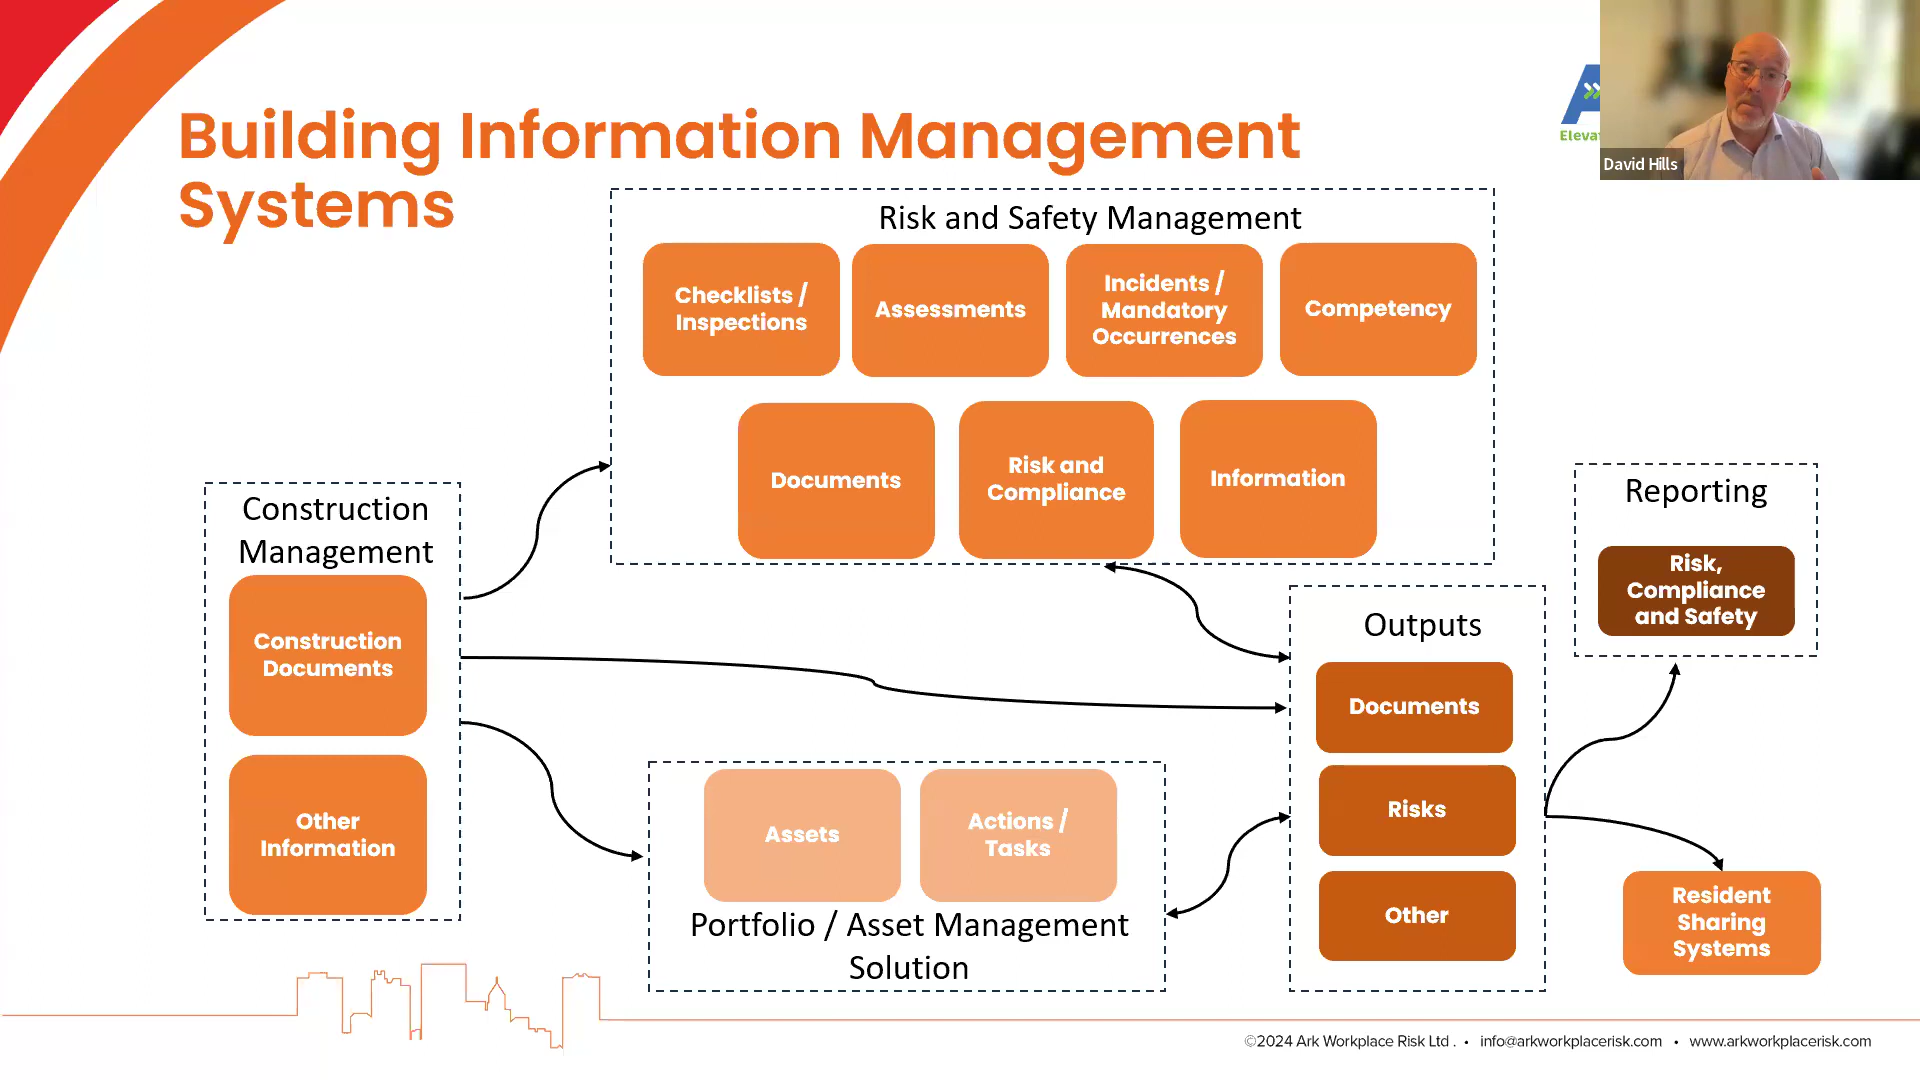 Building Information Management
Systems
Elevat
David Hills
Risk and Safety Management
Checklists /
Inspections
Assessments
Incidents /
Mandatory
Occurrences
Competency
Documents
Risk and
Compliance
Information
Construction
Management
Construction
Documents
Other
Information
Assets
Actions /
Tasks
Portfolio / Asset Management
Solution
Outputs
Documents
Risks
Other
Reporting
Risk,
Compliance
and Safety
Resident
Sharing
Systems
©2024 Ark Workplace Risk Ltd . • info@arkworkplacerisk.com • www.arkworkplacerisk.com